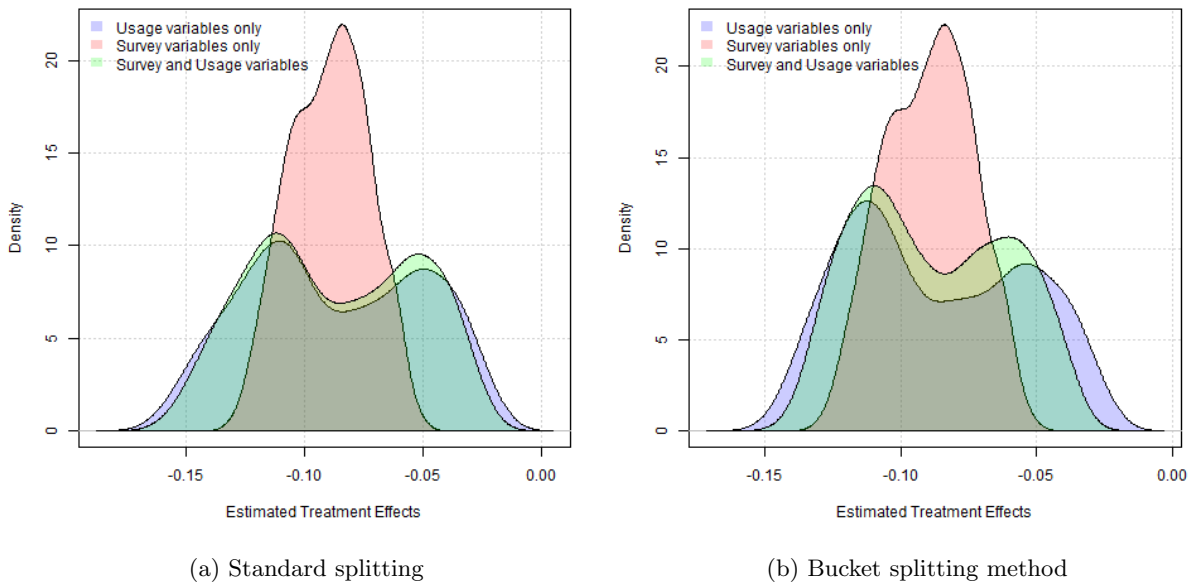 Usage variables only
Survey variables only
Survey and Usage variables
20
15
10
5
0
Density
-0.15
-0.10
-0.05
0.00
Estimated Treatment Effects
(a) Standard splitting
Usage variables only
Survey variables only
Survey and Usage variables
20
15
10
5
0
Density
-0.15
-0.10
-0.05
0.00
Estimated Treatment Effects
(b) Bucket splitting method